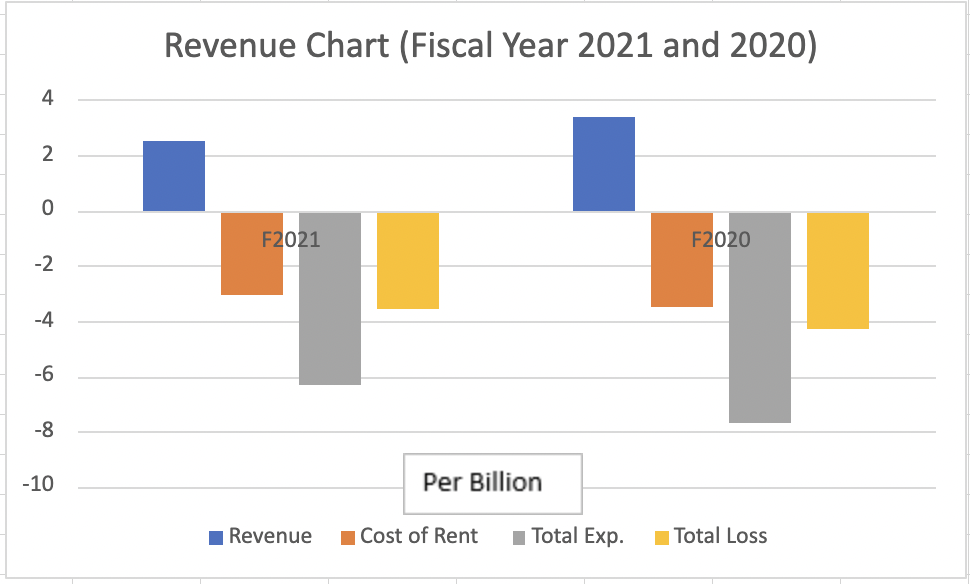 Revenue Chart (Fiscal Year 2021 and 2020)
4
2
0
F2021 F2020
-2
-4
-6
-8
-10
Per Billion
Revenue Cost of Rent Total Exp. Total Loss